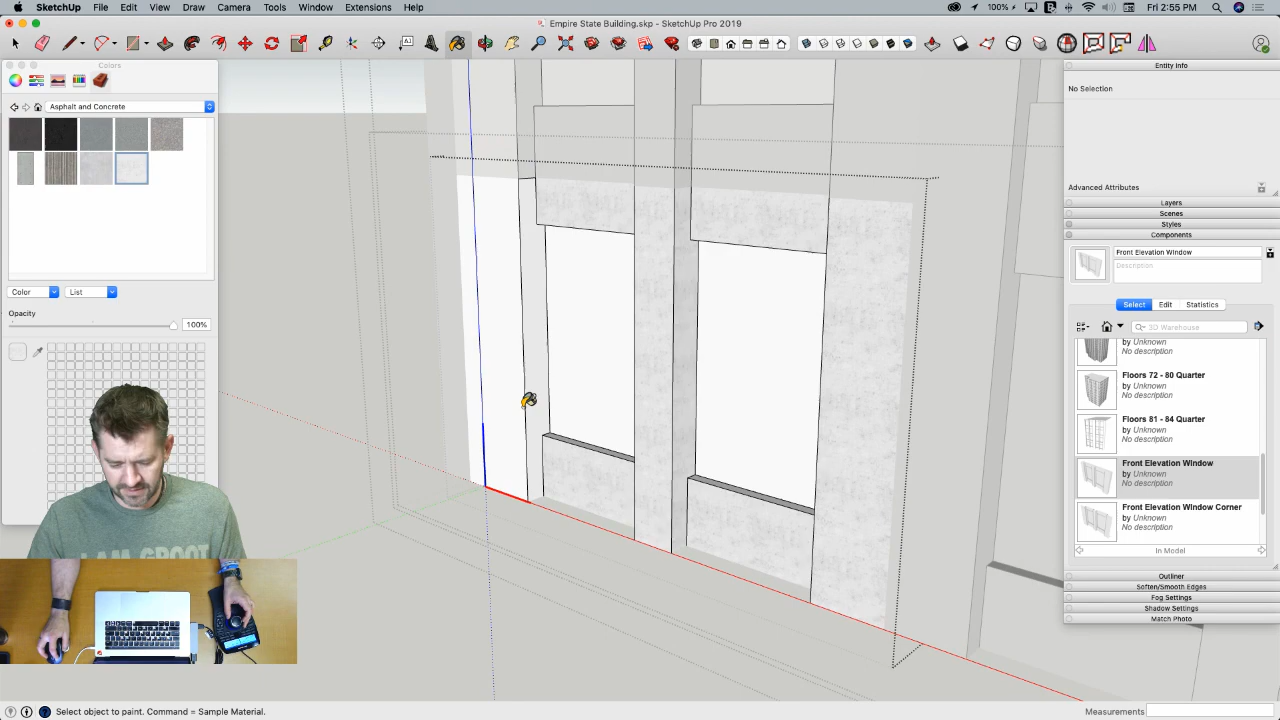 SketchUp File Edit View Draw Camera Tools Window Extensions Help
100% Fri 2:55 PM
Empire State Building.skp - SketchUp Pro 2019
Colors
Entity Info
No Selection
Asphalt and Concrete
Advanced Attributes
Layers
Scenes
Styles
Components
Front Elevation Window
Description
Color
List
Opacity
100%
Select Edit Statistics
3D Warehouse
by Unknown
No description
Floors 72 - 80 Quarter
by Unknown
No description
Floors 81 - 84 Quarter
by Unknown
No description
Front Elevation Window
by Unknown
No description
Front Elevation Window Corner
by Unknown
No description
In Model
Outliner
Soften/Smooth Edges
Fog Settings
Shadow Settings
Match Photo
I AM GROOT
Select object to paint. Command = Sample Material.
Measurements